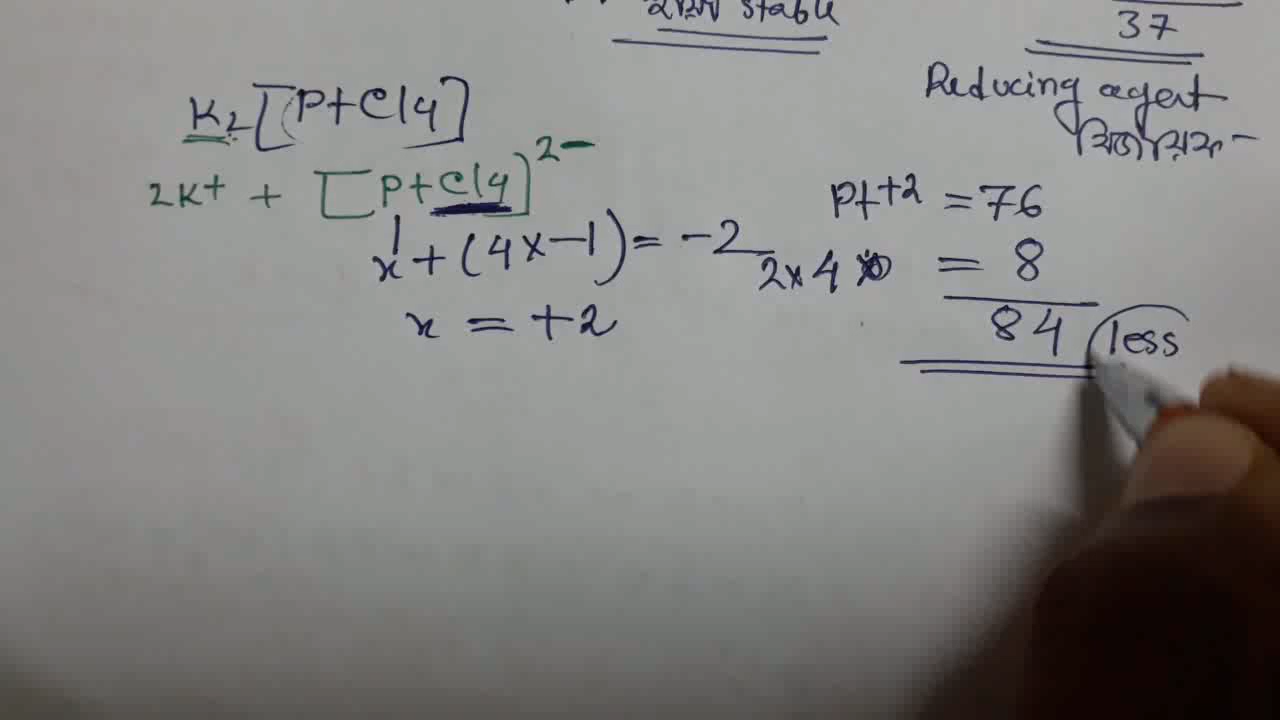 stable
37
Reducing agent
K2[PtCl4]
2K+ + [PtCl4]2-
x + (4x-1) = -2
x = +2
Pt+2 = 76
2x4 = 8
84 less